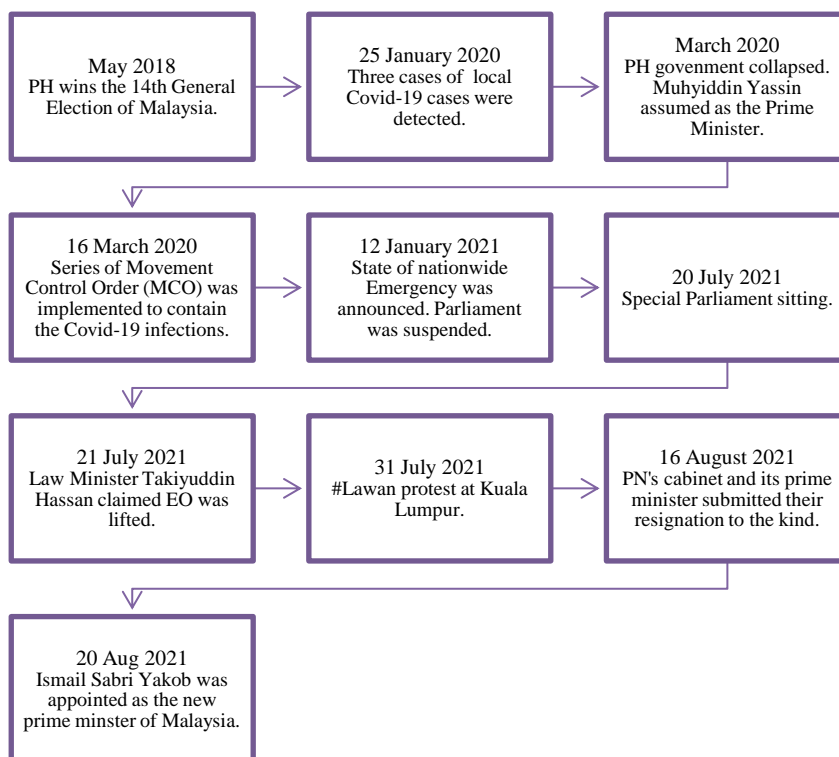 May 2018
PH wins the 14th General
Election of Malaysia.
25 January 2020
Three cases of local
Covid-19 cases were
detected.
March 2020
PH govenment collapsed.
Muhyiddin Yassin
assumed as the Prime
Minister.
16 March 2020
Series of Movement
Control Order (MCO) was
implemented to contain
the Covid-19 infections.
12 January 2021
State of nationwide
Emergency was
announced. Parliament
was suspended.
20 July 2021
Special Parliament sitting.
21 July 2021
Law Minister Takiyuddin
Hassan claimed EO was
lifted.
31 July 2021
#Lawan protest at Kuala
Lumpur.
16 August 2021
PN's cabinet and its prime
minister submitted their
resignation to the kind.
20 Aug 2021
Ismail Sabri Yakob was
appointed as the new
prime minster of Malaysia.